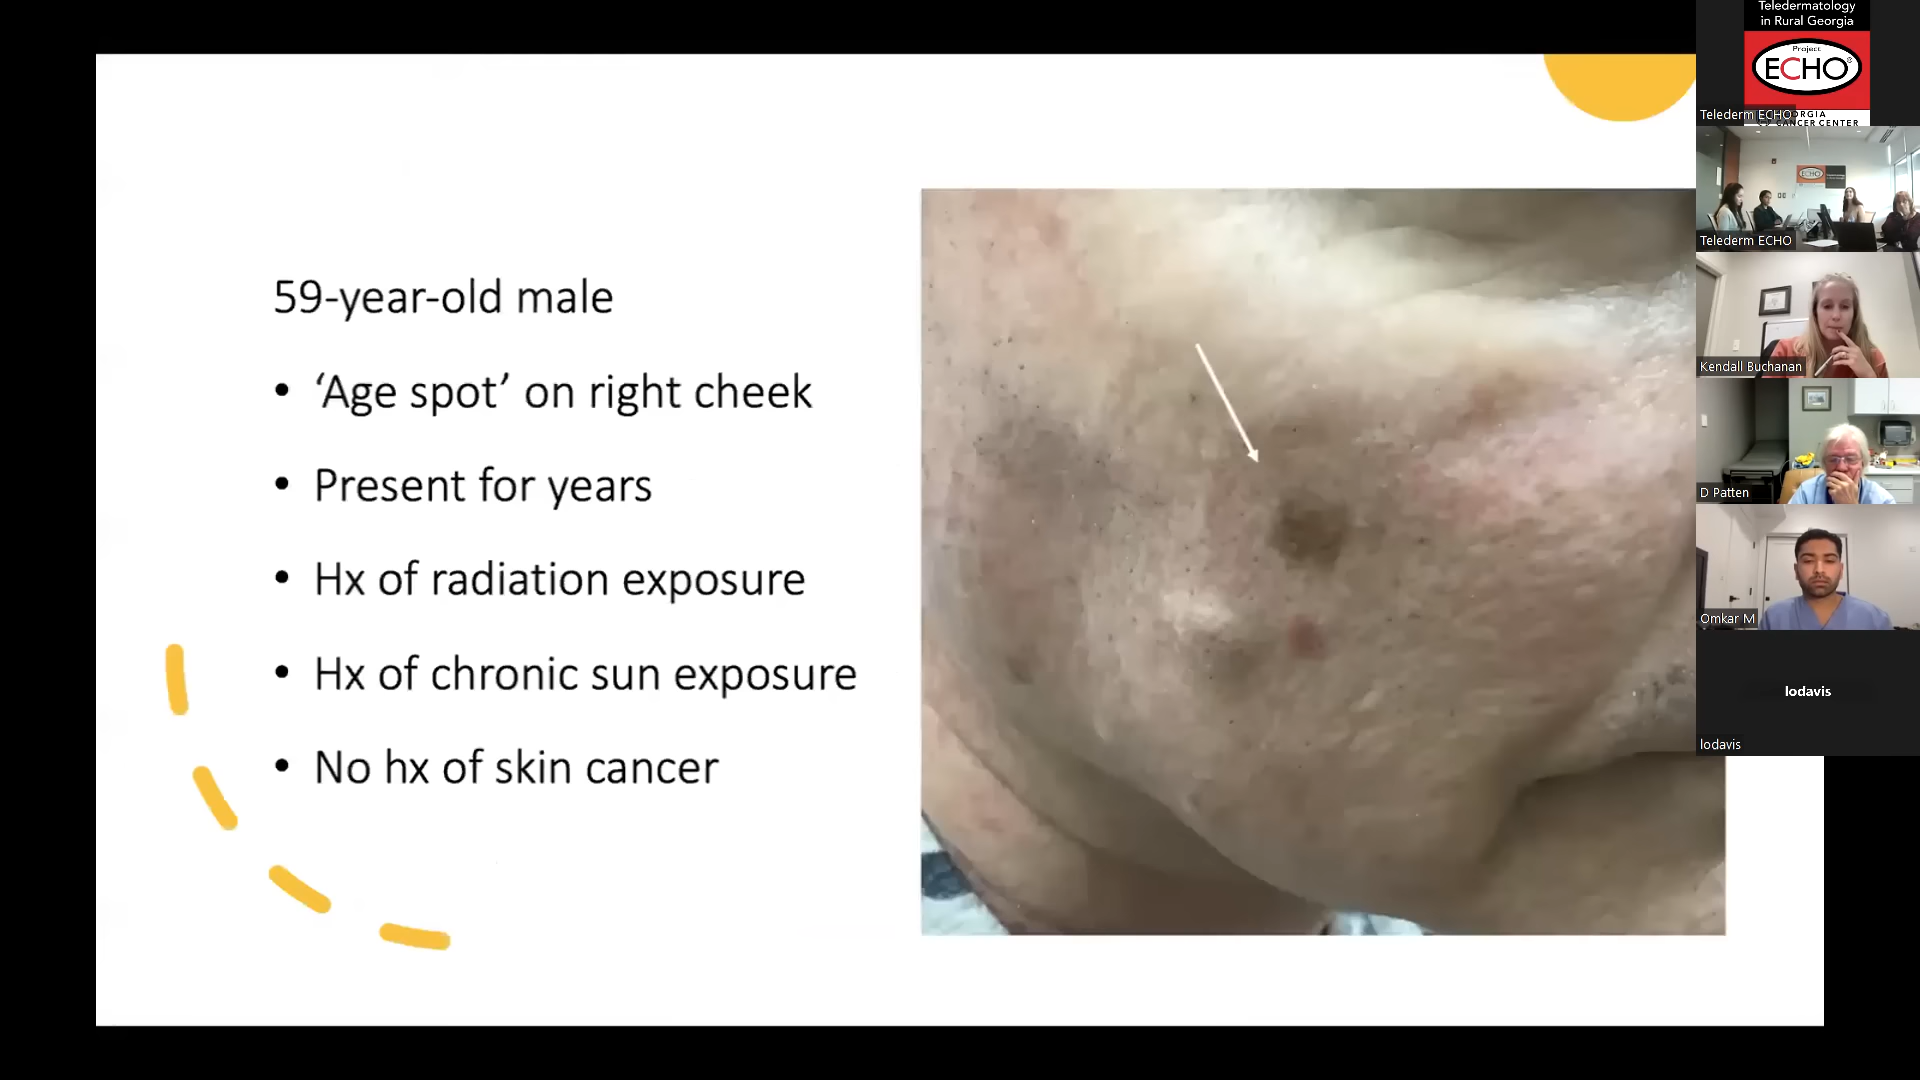 59-year-old male
• ‘Age spot’ on right cheek
• Present for years
• Hx of radiation exposure
• Hx of chronic sun exposure
• No hx of skin cancer
Teledermatology
in Rural Georgia
Project
ECHO®
Telederm ECHO
CANCER CENTER
ECHO
Telederm ECHO
Kendall Buchanan
D Patten
Omkar M
lodavis
lodavis